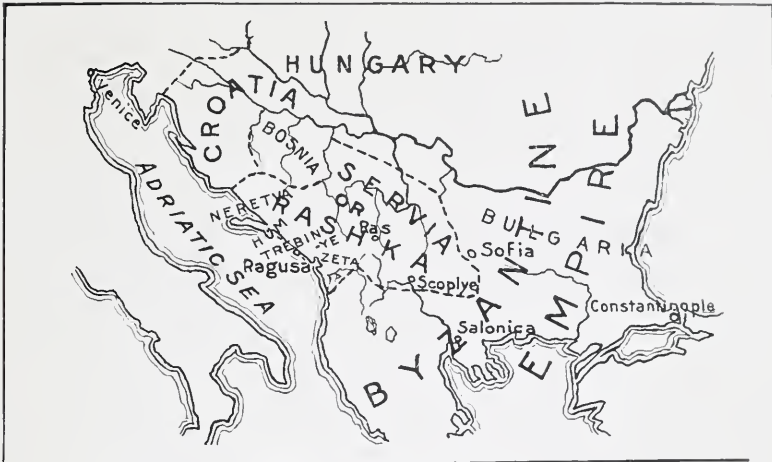 HUNGARY
CROATIA
Venice
BOSNIA
SERVIA
OR
RASHKA
Ras
NERETVA
HUM
TREBINYE
ZETA
Ragusa
ADRIATIC SEA
BULGARIA
Sofia
Scoplye
Salonica
Constantinople
BYZANTINE
EMPIRE